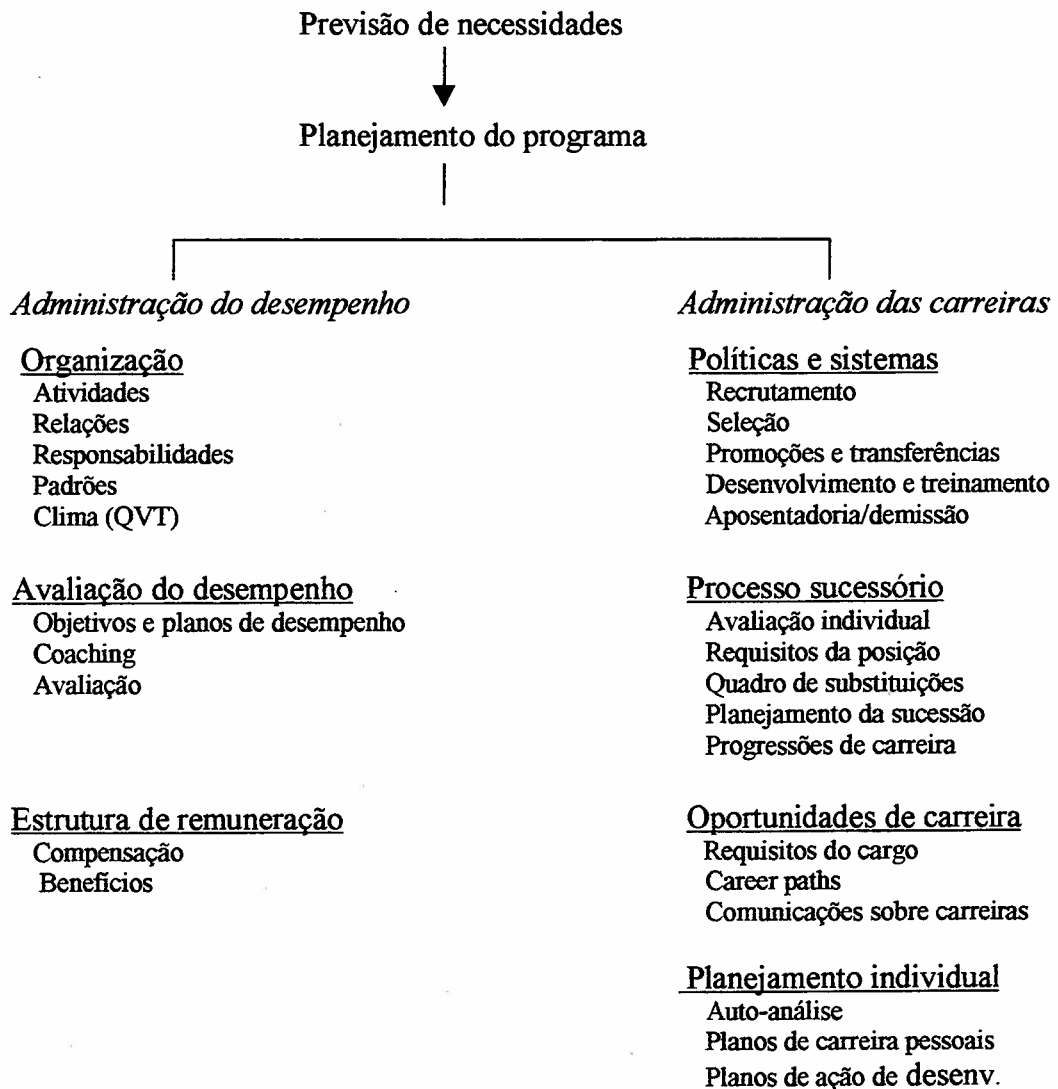 Previsão de necessidades
Planejamento do programa
Administração do desempenho
Organização
Atividades
Relações
Responsabilidades
Padrões
Clima (QVT)
Avaliação do desempenho
Objetivos e planos de desempenho
Coaching
Avaliação
Estrutura de remuneração
Compensação
Benefícios
Administração das carreiras
Políticas e sistemas
Recrutamento
Seleção
Promoções e transferências
Desenvolvimento e treinamento
Aposentadoria/demissão
Processo sucessório
Avaliação individual
Requisitos da posição
Quadro de substituições
Planejamento da sucessão
Progressões de carreira
Oportunidades de carreira
Requisitos do cargo
Career paths
Comunicações sobre carreiras
Planejamento individual
Auto-análise
Planos de carreira pessoais
Planos de ação de desenv.